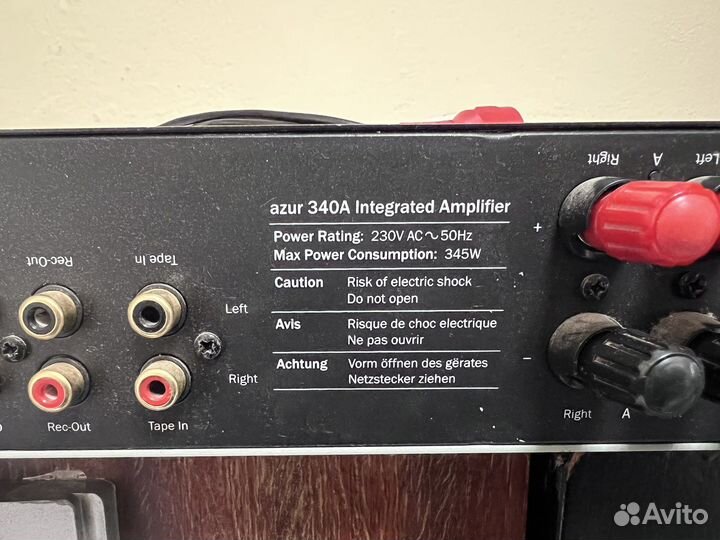 Right A Left
azur 340A Integrated Amplifier
Power Rating: 230V AC ~ 50Hz
Max Power Consumption: 345W
+
Rec-Out Tape In
Caution Risk of electric shock
Do not open
Left
Avis Risque de choc electrique
Ne pas ouvrir
Achtung Vorm öffnen des gërates
Netzstecker ziehen
−
Right
Rec-Out Tape In
Right A
Avito